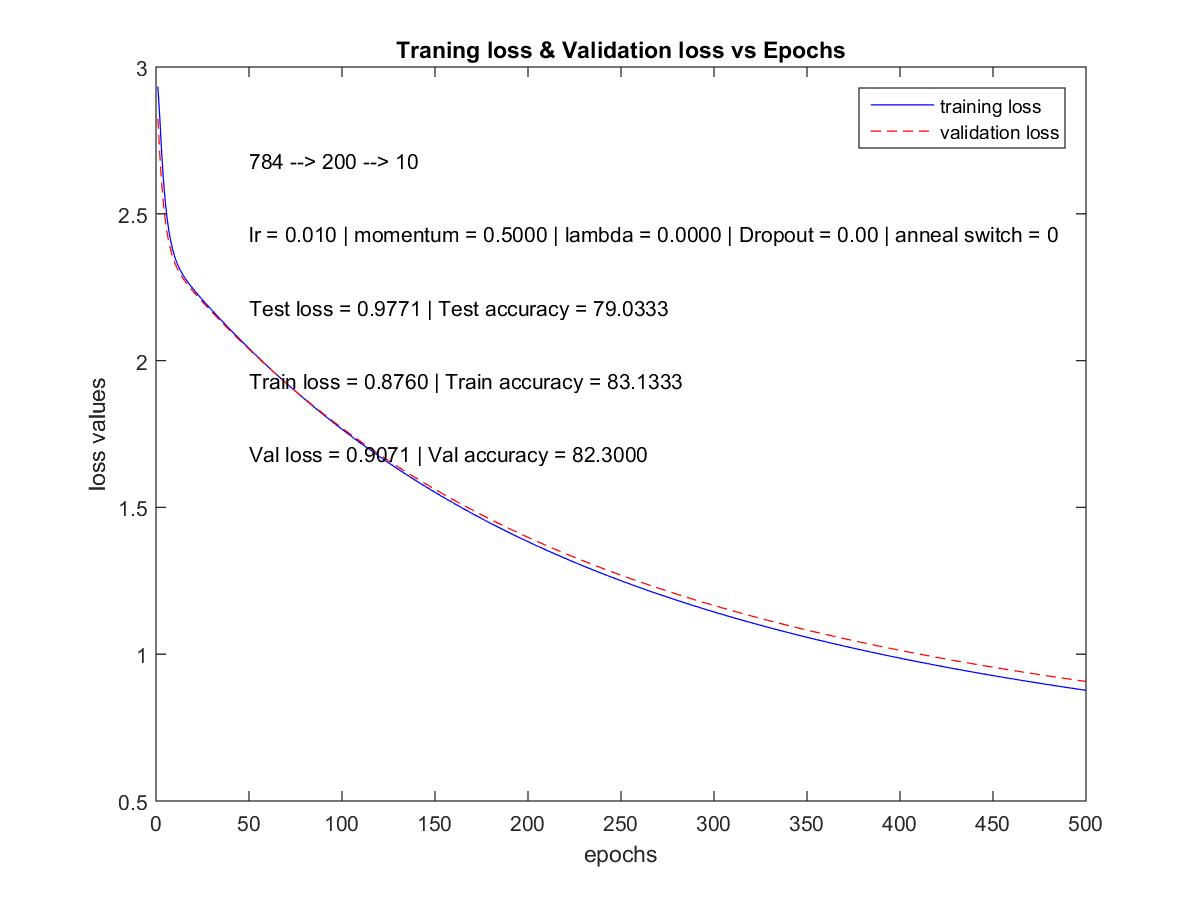 Traning loss & Validation loss vs Epochs
training loss
validation loss
784 --> 200 --> 10
lr = 0.010 | momentum = 0.5000 | lambda = 0.0000 | Dropout = 0.00 | anneal switch = 0
Test loss = 0.9771 | Test accuracy = 79.0333
Train loss = 0.8760 | Train accuracy = 83.1333
Val loss = 0.9071 | Val accuracy = 82.3000
loss values
3
2.5
2
1.5
1
0.5
0 50 100 150 200 250 300 350 400 450 500
epochs